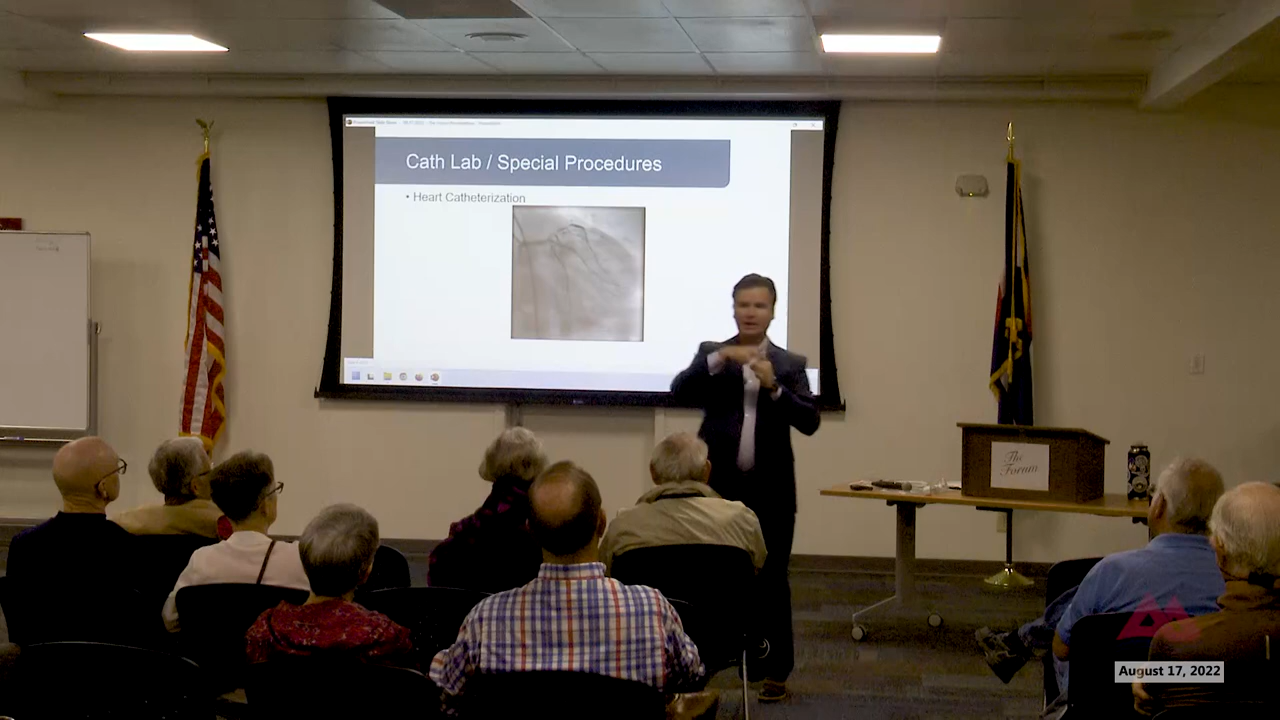 Cath Lab / Special Procedures
• Heart Catheterization
The
Forum
August 17, 2022